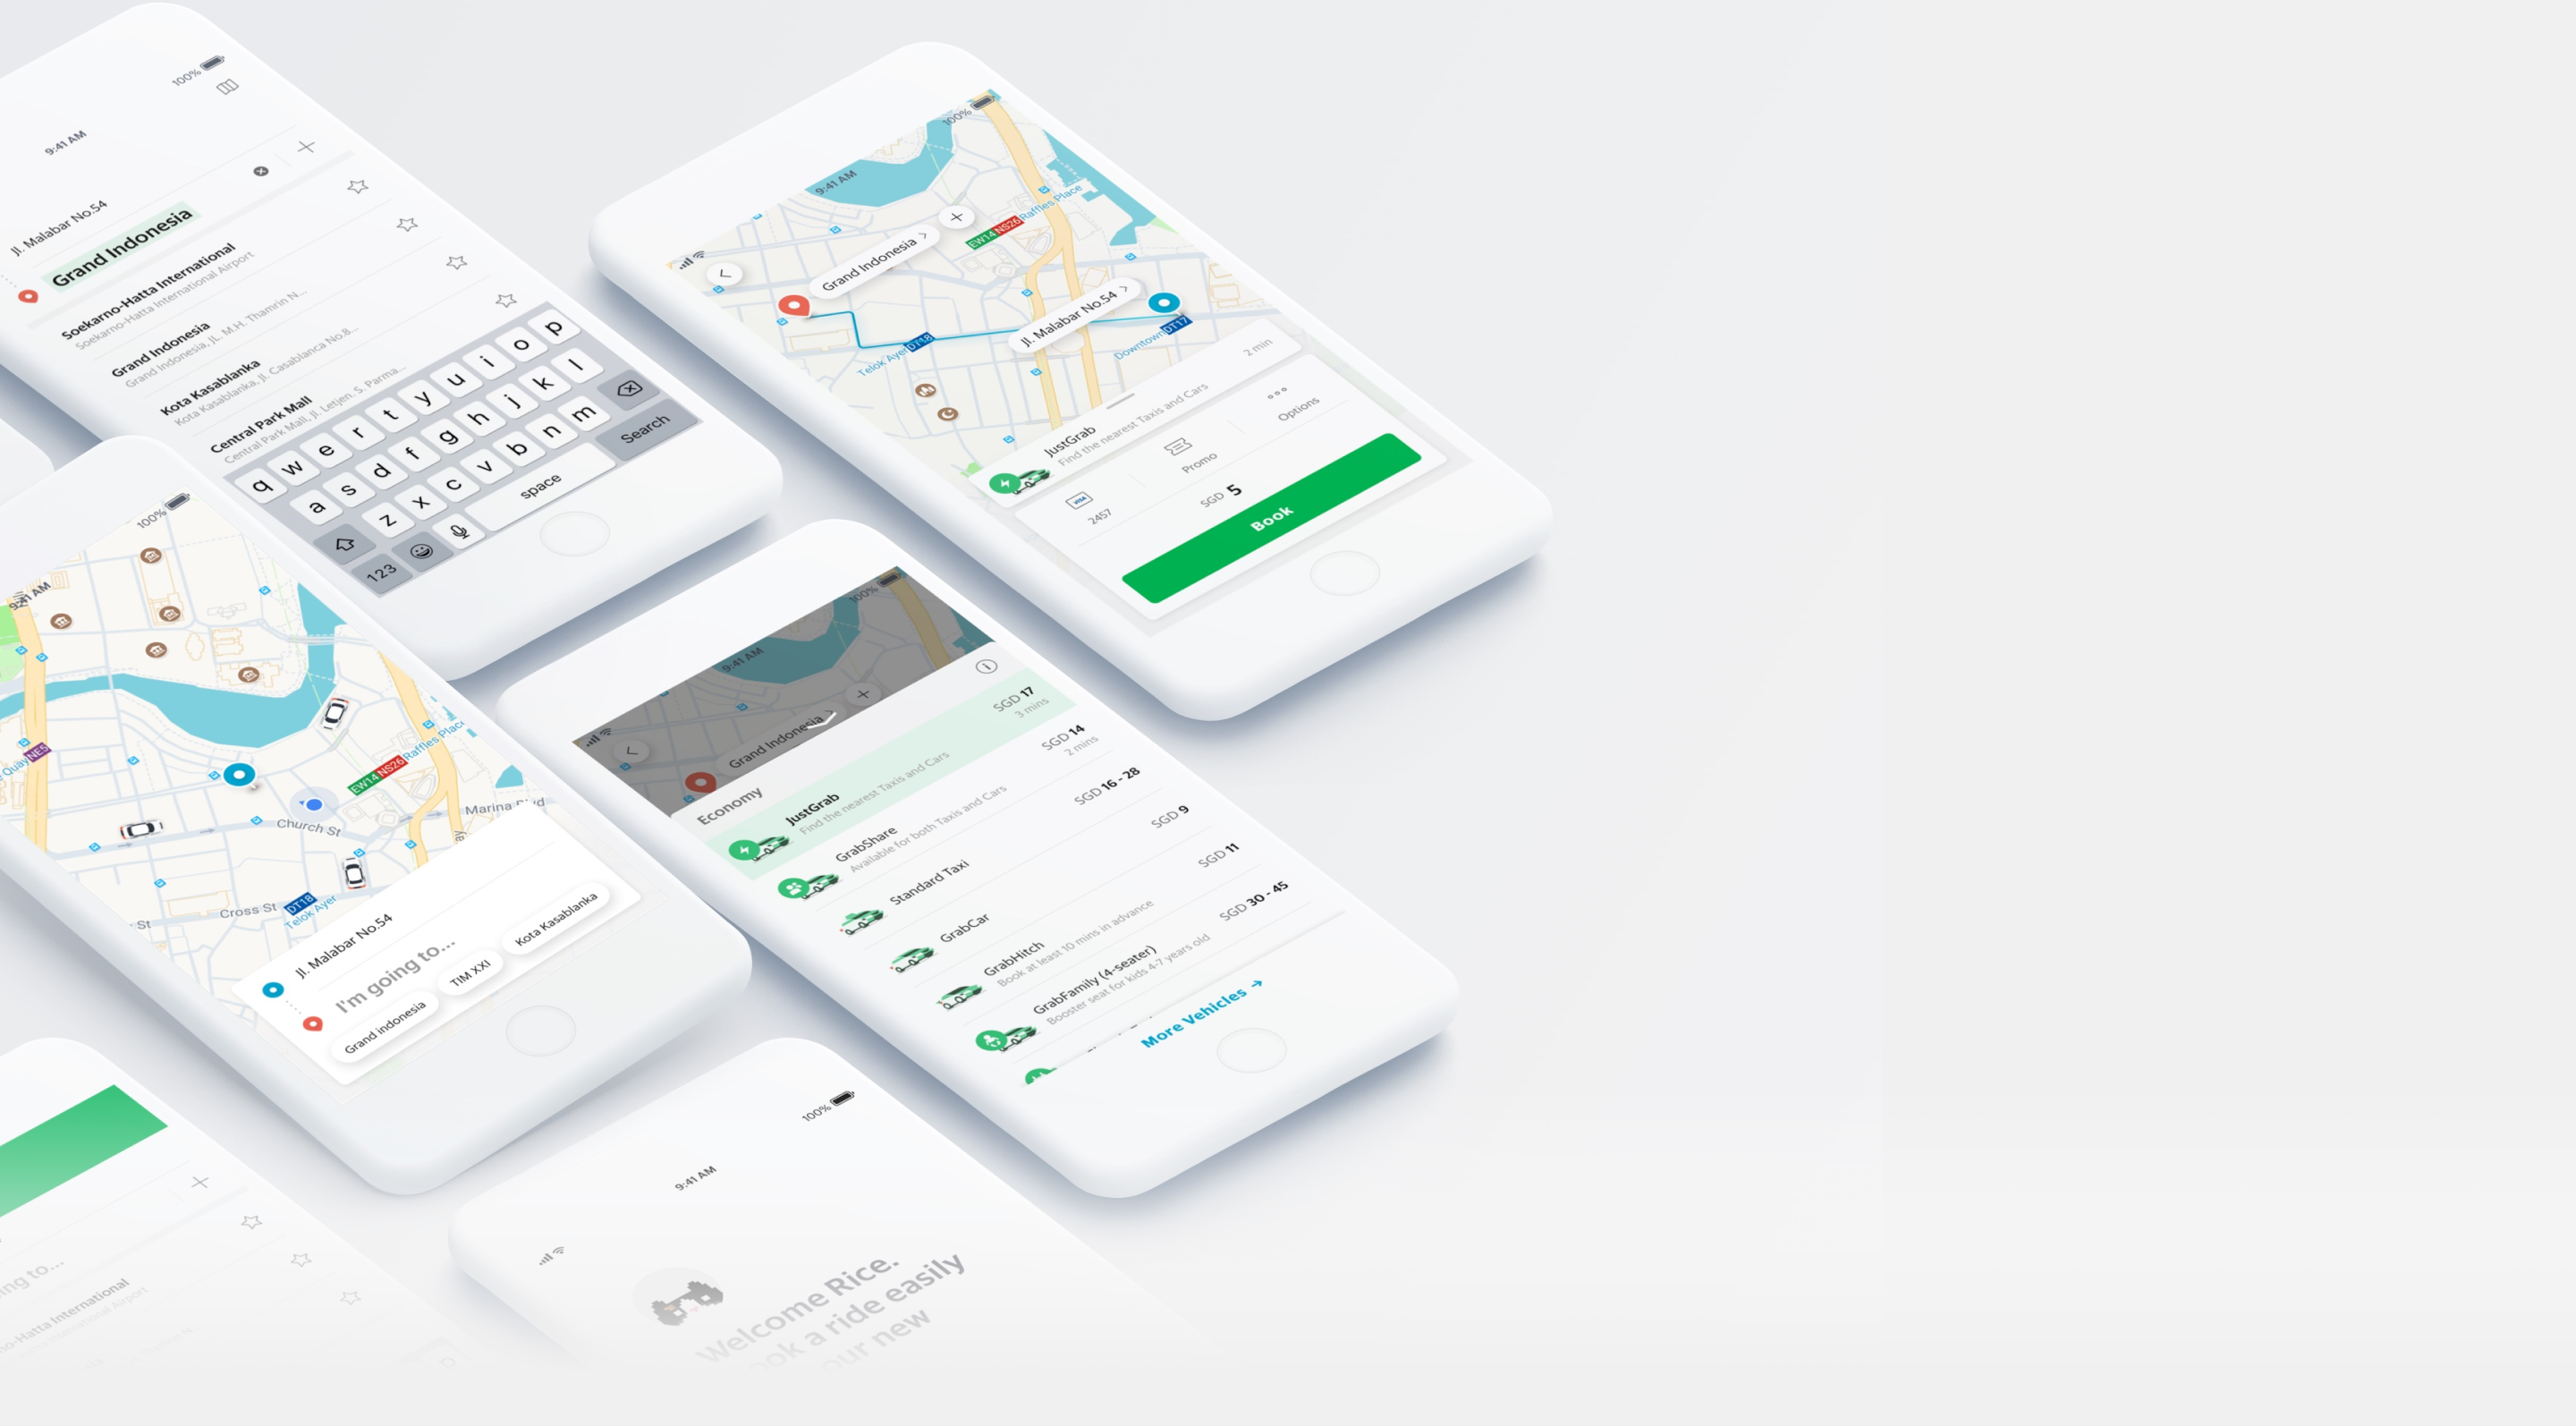 100%
9:41 AM
Jl. Malabar No.54
Grand Indonesia
Soekarno-Hatta International
Soekarno-Hatta International Airport
Grand Indonesia
Grand Indonesia, JL. M.H. Thamrin N...
Kota Kasablanka
Kota Kasablanka, Jl. Casablanca No.8...
Central Park Mall
Central Park Mall, Jl. Letjen. S. Parma...
q w e r t y u i o p
a s d f g h j k l
z x c v b n m
123 space Search
100%
9:41 AM
Grand Indonesia
EW14 NS26 Raffles Place
Jl. Malabar No.54
Telok Ayer DT18
Downtown DT17
JustGrab
Find the nearest Taxis and Cars
2 min
VISA
2457
Promo
Options
SGD 5
Book
100%
9:41 AM
NE5
Quay
EW14 NS26 Raffles Place
Church St
Marina
Cross St
St
DT18
Telok Ayer
Jl. Malabar No.54
I'm going to...
Grand indonesia
TIM XXI
Kota Kasablanka
100%
9:41 AM
Grand Indonesia
Economy
JustGrab
Find the nearest Taxis and Cars
SGD 17
3 mins
GrabShare
Available for both Taxis and Cars
SGD 14
2 mins
Standard Taxi
SGD 16 - 28
GrabCar
SGD 9
GrabHitch
Book at least 10 mins in advance
SGD 11
GrabFamily (4-seater)
Booster seat for kids 4-7 years old
SGD 30 - 45
More Vehicles
ing to...
no-Hatta International
International Airport
100%
9:41 AM
Welcome Rice.
ook a ride easily
our new